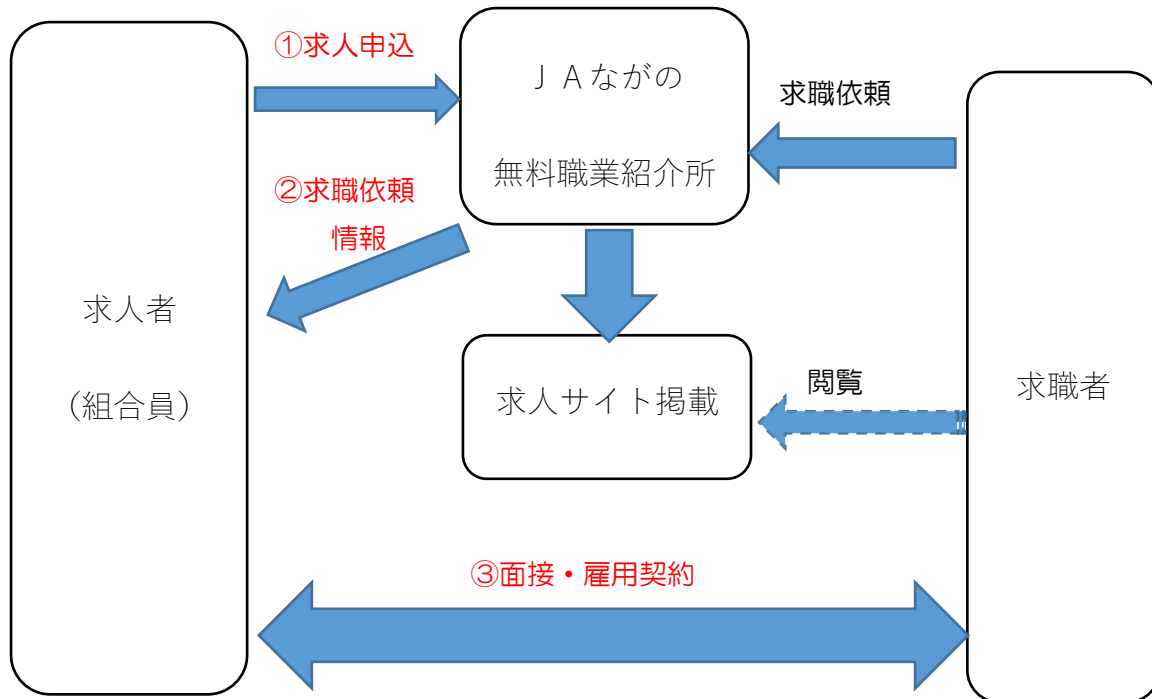 ①求人申込
ＪＡながの
無料職業紹介所
求職依頼
②求職依頼
情報
求人者
（組合員）
求人サイト掲載
閲覧
求職者
③面接・雇用契約